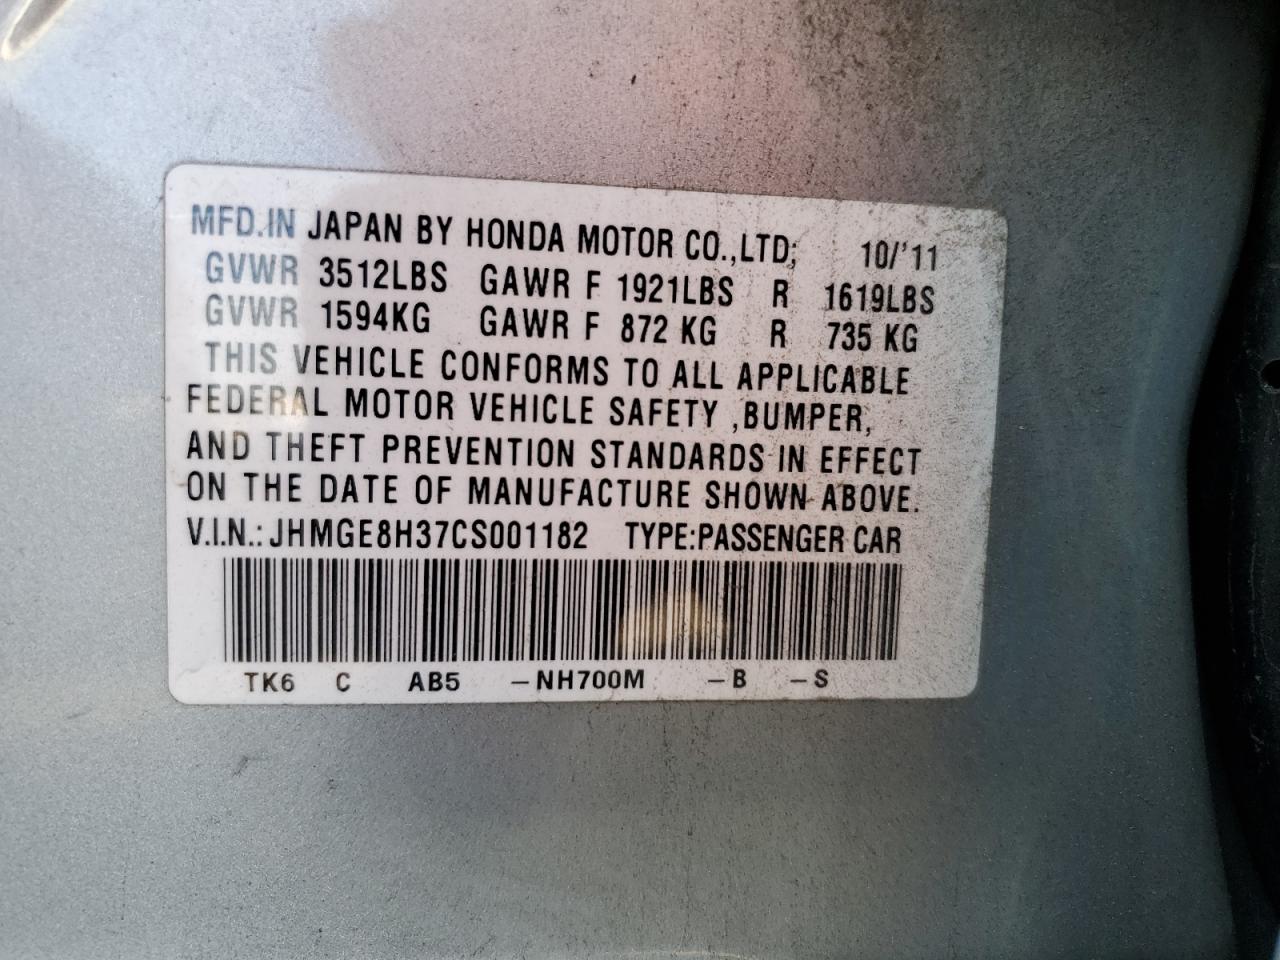 MFD.IN JAPAN BY HONDA MOTOR CO.,LTD; 10/'11
GVWR 3512LBS GAWR F 1921LBS R 1619LBS
GVWR 1594KG GAWR F 872 KG R 735 KG
THIS VEHICLE CONFORMS TO ALL APPLICABLE
FEDERAL MOTOR VEHICLE SAFETY ,BUMPER,
AND THEFT PREVENTION STANDARDS IN EFFECT
ON THE DATE OF MANUFACTURE SHOWN ABOVE.
V.I.N.: JHMGE8H37CS001182 TYPE:PASSENGER CAR
TK6 C AB5 –NH700M –B –S